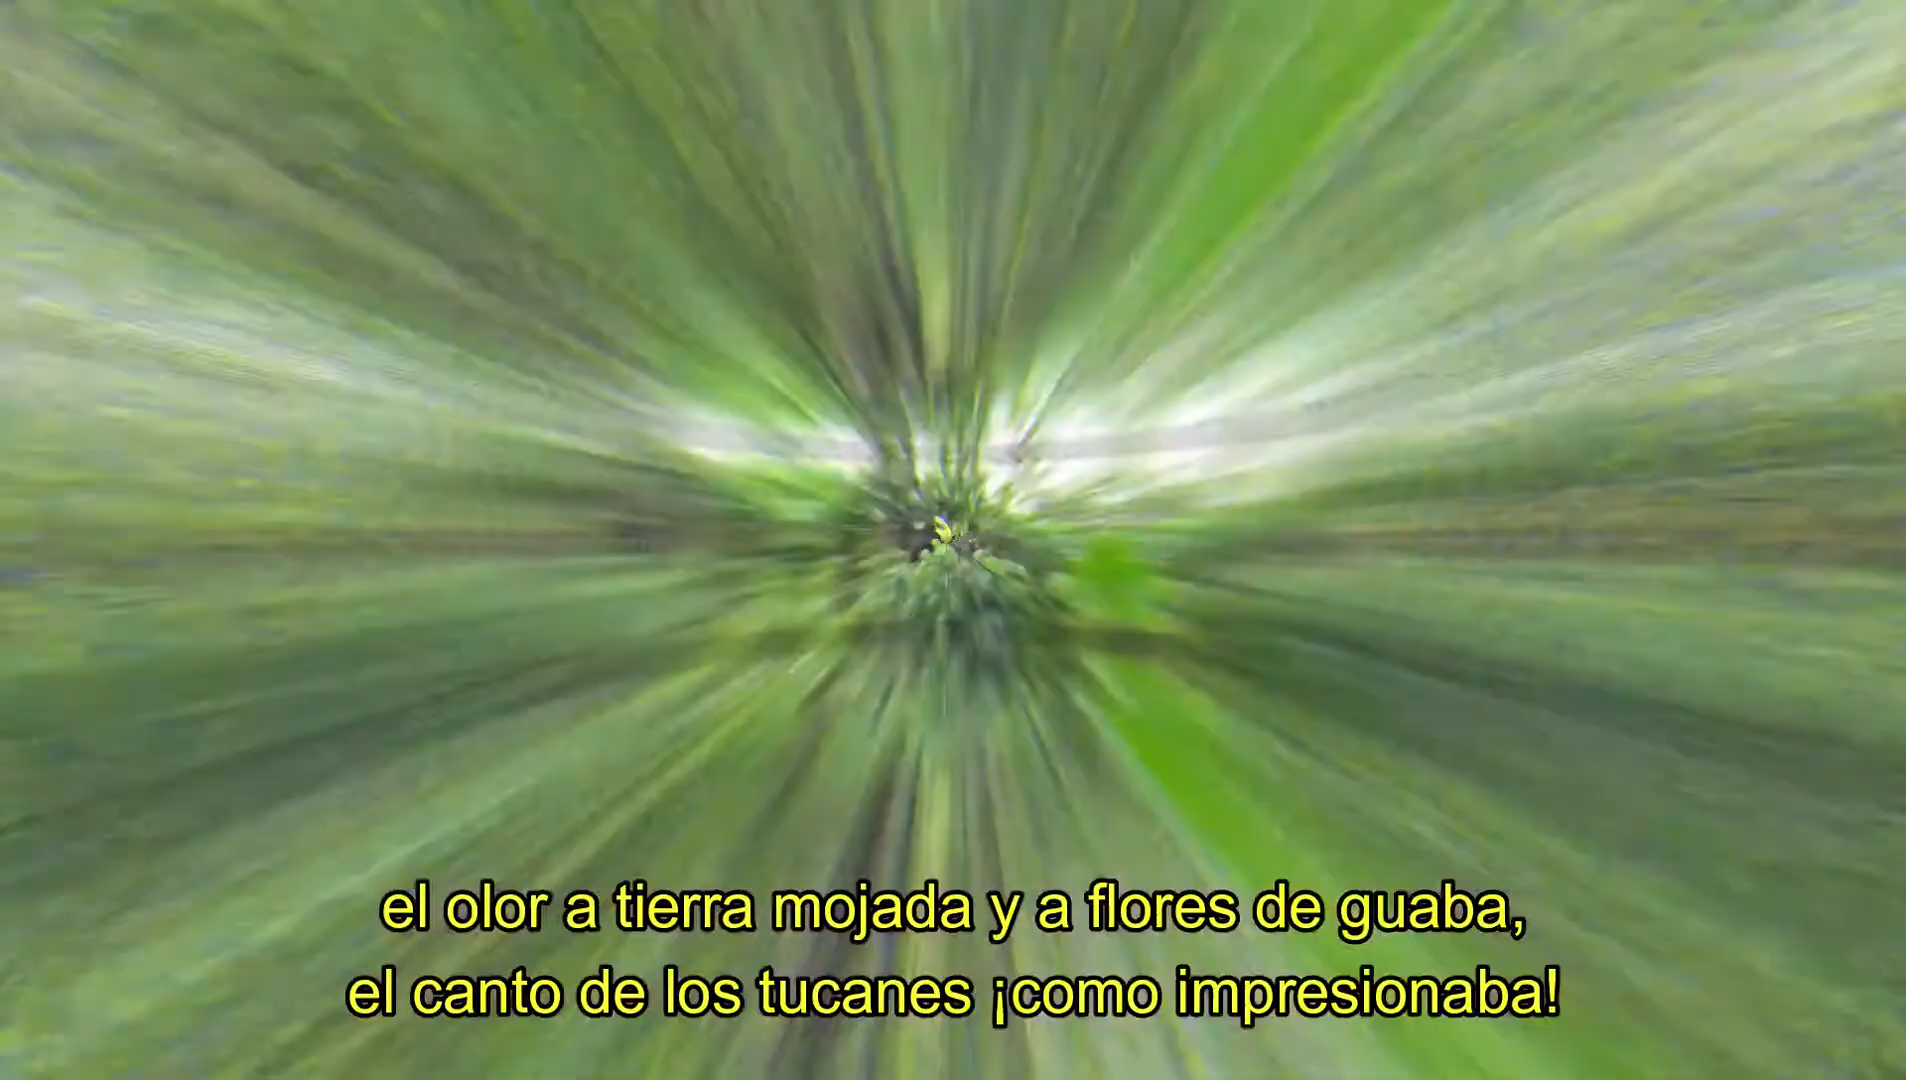 el olor a tierra mojada y a flores de guaba,
el canto de los tucanes ¡como impresionaba!